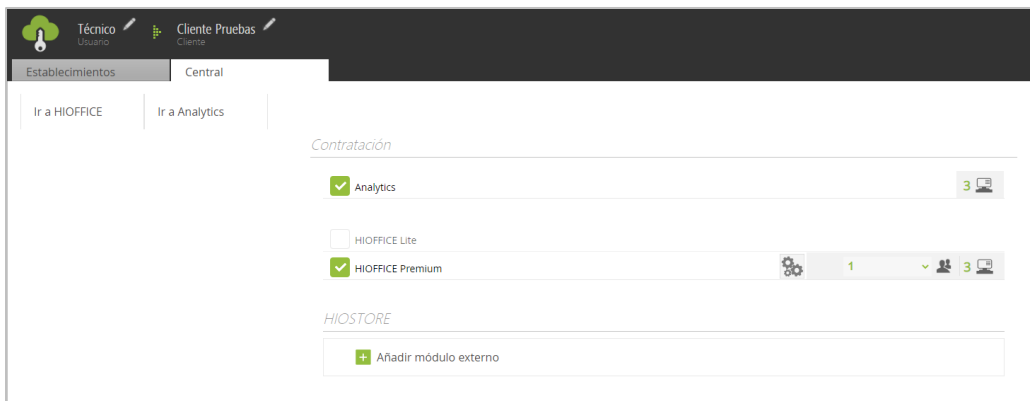 Técnico
Usuario
Cliente Pruebas
Cliente
Establecimientos
Central
Ir a HIOFFICE
Ir a Analytics
Contratación
Analytics
3
HIOFFICE Lite
HIOFFICE Premium
1
3
HIOSTORE
Añadir módulo externo